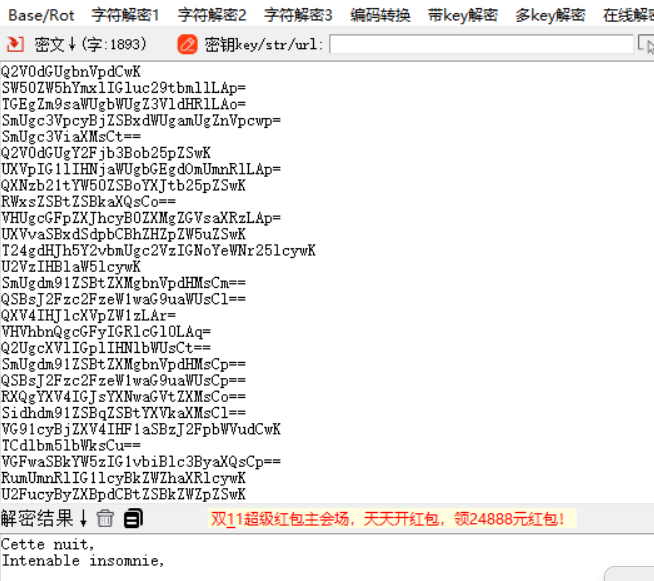 Base/Rot 字符解密1 字符解密2 字符解密3 编码转换 带key解密 多key解密 在线解密
密文↓(字:1893) 密钥key/str/url:
Q2V0dGUgbnVpdCwK
SW50ZW5hYmxlIGluc29tbmllLAp=
TGEgZm9saWUgbWUgZ3VldHRlLAo=
SmUgc3VpcyBjZSBxdWUgamUgZnVpcwp=
SmUgc3ViaXMsCt==
Q2V0dGUgY2Fjb3Bob25pZSwK
UXVpIG1lIHNjaWUgbGEgdOmUmnRlLAp=
QXNzb21tYW50ZSBoYXJtb25pZSwK
RWxsZSBtZSBkaXQsCo==
VHUgcGFpZXJhcyB0ZXMgZGVsaXRzLAp=
UXVvaSBxdSdpbCBhZHZpZW5uZSwK
T24gdHJh5Y2vbmUgc2VzIGNoYeWNr25lcywK
U2VzIHBlaW5lcywK
SmUgdm91ZSBtZXMgbnVpdHMsCm==
QSBsJ2Fzc2FzeW1waG9uaWUsCl==
QXV4IHJlcXVpZW1zLAr=
VHVhbnQgcGFyIGRlcGl0LAq=
Q2UgcXVlIGplIHNlbWUsCt==
SmUgdm91ZSBtZXMgbnVpdHMsCp==
QSBsJ2Fzc2FzeW1waG9uaWUsCp==
RXQgYXV4IGJsYXNwaGVtZXMsCo==
Sidhdm91ZSBqZSBtYXVkaXMsCl==
VG91cyBjZXV4IHF1aSBzJ2FpbWVudCwK
TCdlbm5lbWksCu==
VGFwaSBkYW5zIG1vbiBlc3ByaXQsCp==
RumUmnRlIG1lcyBkZWZhaXRlcywK
U2FucyByZXBpdCBtZSBkZWZpZSwK
解密结果↓ 双11超级红包主会场，天天开红包，领24888元红包!
Cette nuit,
Intenable insomnie,